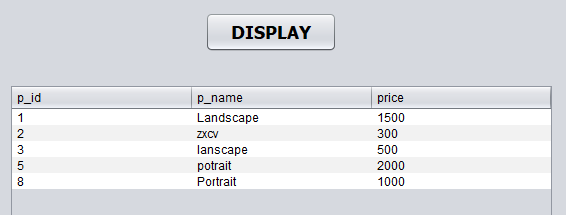 DISPLAY
p_id p_name price
1 Landscape 1500
2 zxcv 300
3 lanscape 500
5 potrait 2000
8 Portrait 1000